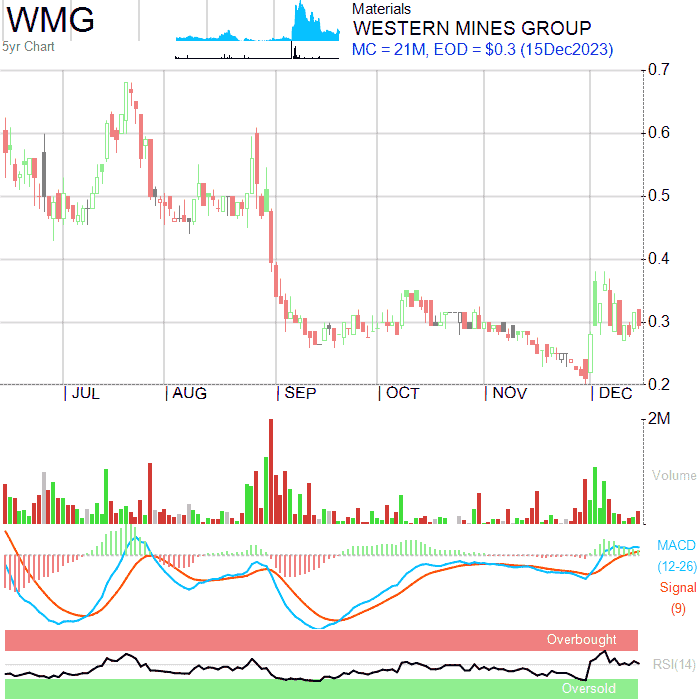 WMG
5yr Chart
Materials
WESTERN MINES GROUP
MC = 21M, EOD = $0.3 (15Dec2023)
0.7
0.6
0.5
0.4
0.3
0.2
JUL AUG SEP OCT NOV DEC
2M
Volume
MACD
(12-26)
Signal
(9)
Overbought
RSI(14)
Oversold